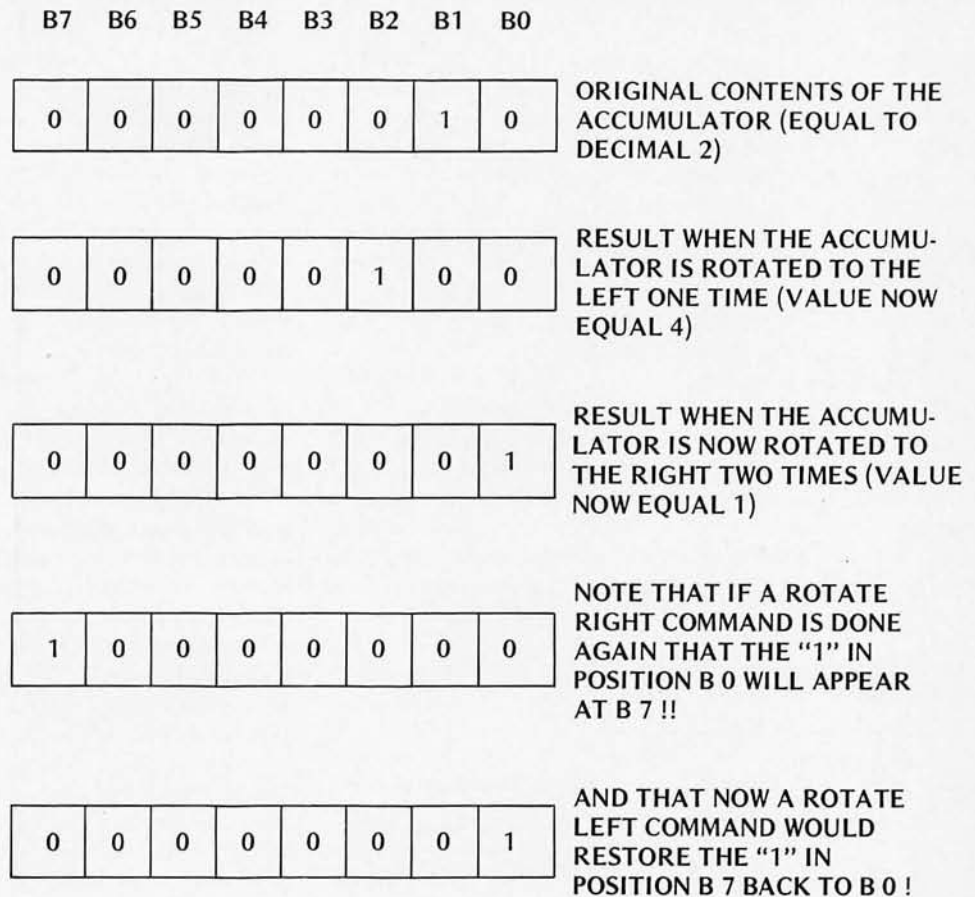 B7 B6 B5 B4 B3 B2 B1 B0
0 0 0 0 0 0 1 0
ORIGINAL CONTENTS OF THE
ACCUMULATOR (EQUAL TO
DECIMAL 2)
0 0 0 0 0 1 0 0
RESULT WHEN THE ACCUMU-
LATOR IS ROTATED TO THE
LEFT ONE TIME (VALUE NOW
EQUAL 4)
0 0 0 0 0 0 0 1
RESULT WHEN THE ACCUMU-
LATOR IS NOW ROTATED TO
THE RIGHT TWO TIMES (VALUE
NOW EQUAL 1)
1 0 0 0 0 0 0 0
NOTE THAT IF A ROTATE
RIGHT COMMAND IS DONE
AGAIN THAT THE “1” IN
POSITION B 0 WILL APPEAR
AT B 7 !!
0 0 0 0 0 0 0 1
AND THAT NOW A ROTATE
LEFT COMMAND WOULD
RESTORE THE “1” IN
POSITION B 7 BACK TO B 0 !